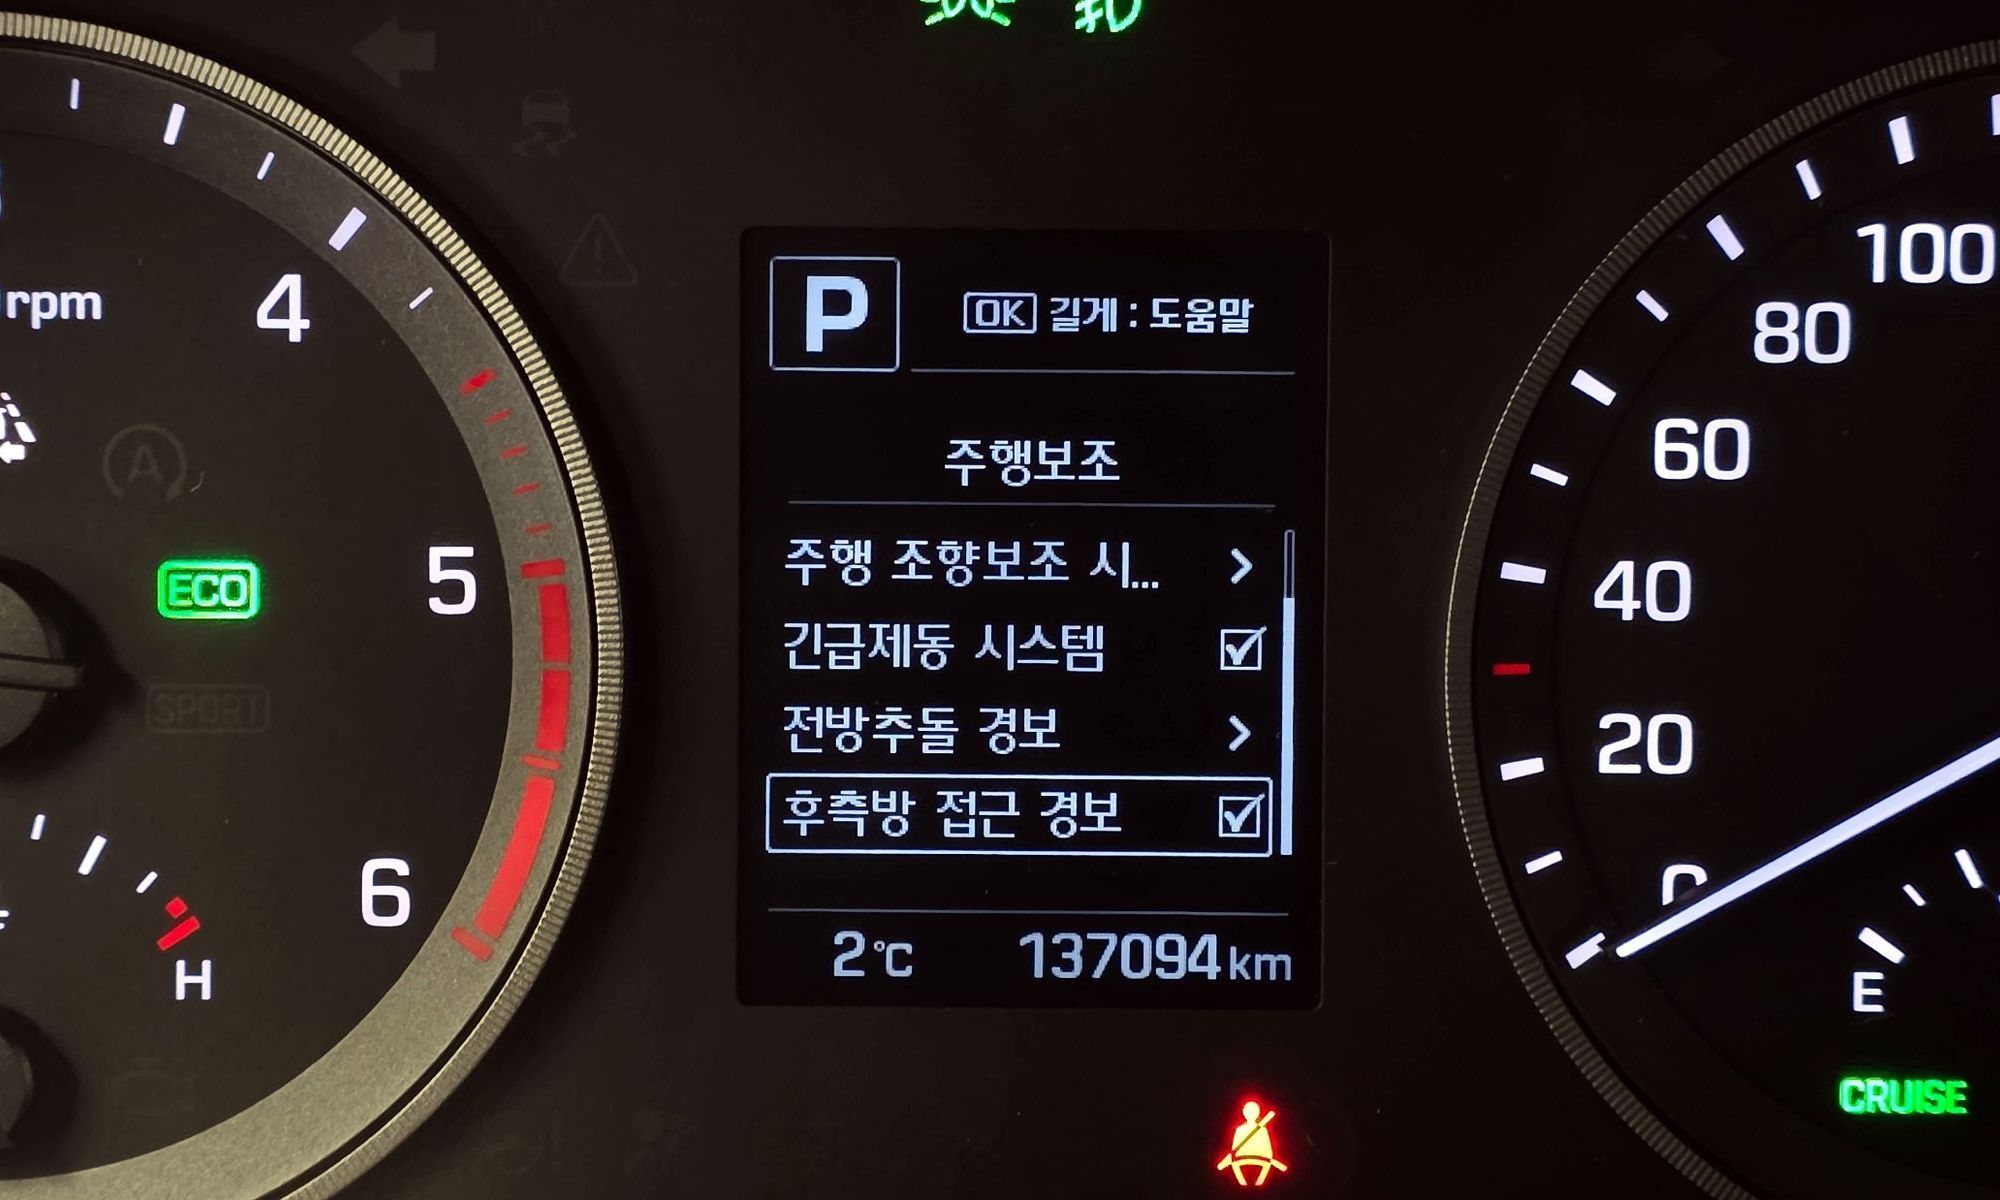 P
OK 길게 : 도움말
주행보조
주행 조향보조 시...
긴급제동 시스템
전방추돌 경보
후측방 접근 경보
2°C 137094 km
rpm
4
5
6
A
ECO
SPORT
H
100
80
60
40
20
0
E
CRUISE